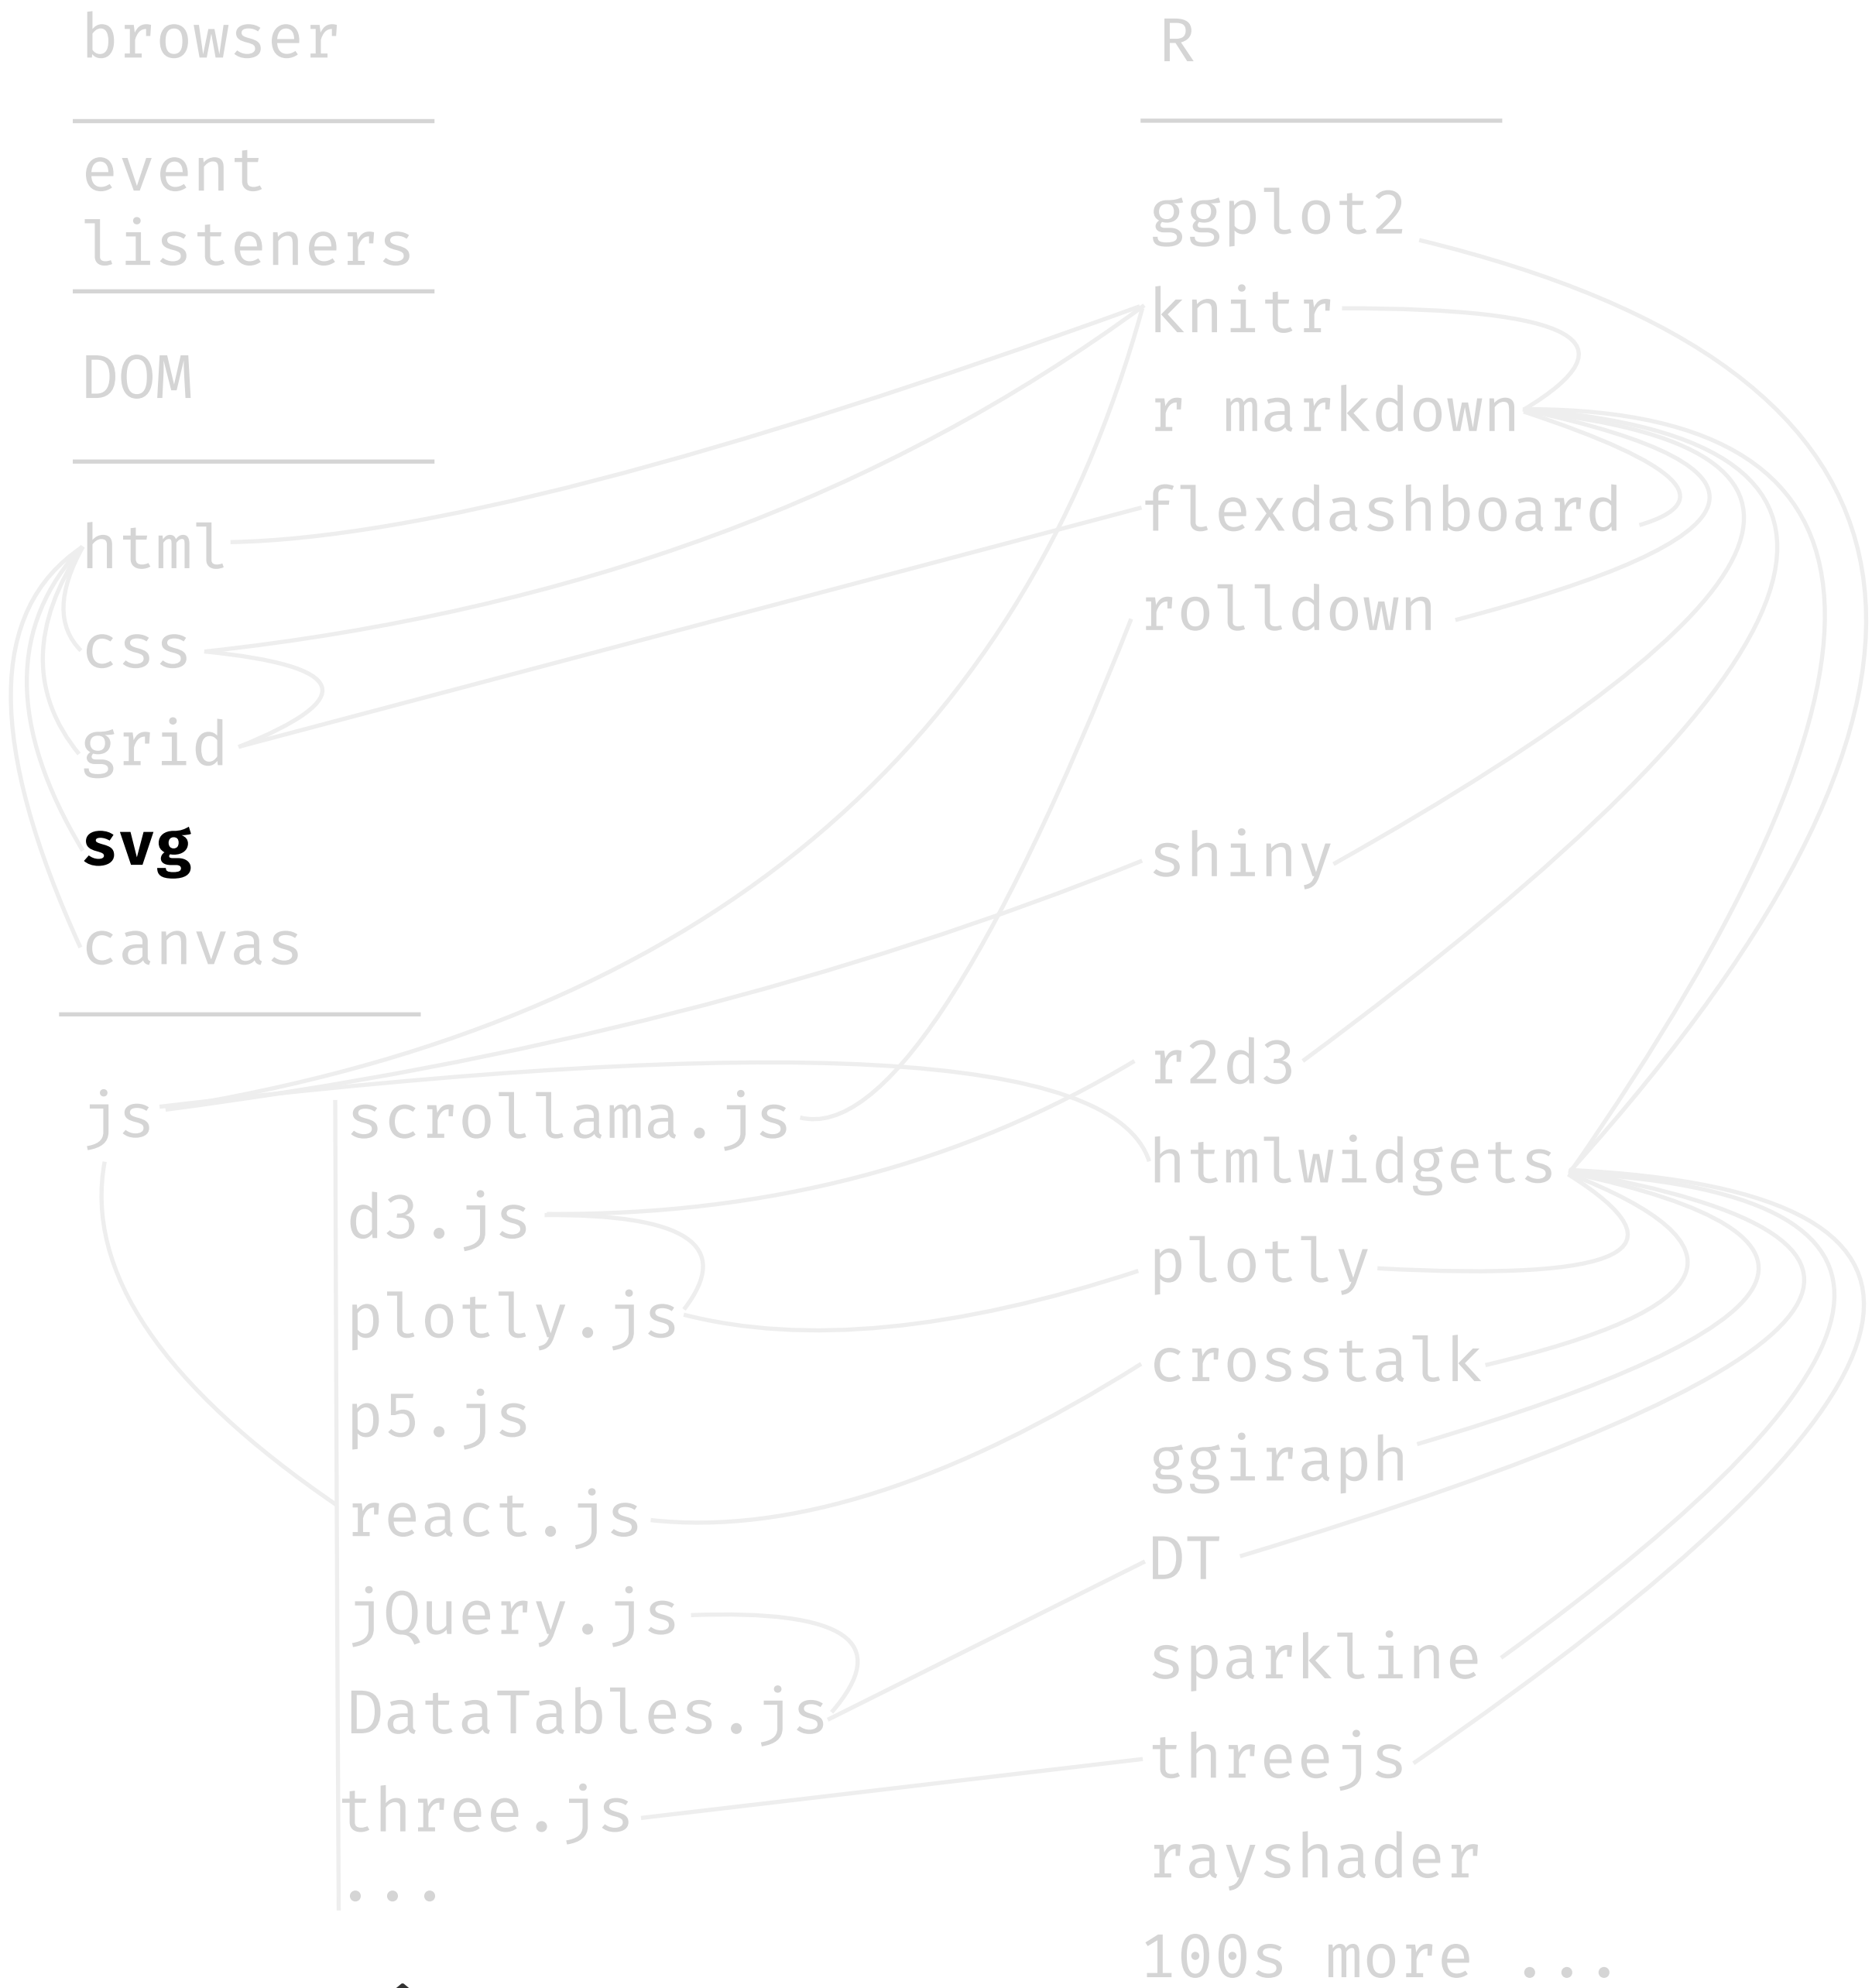 browser
event
listeners
DOM
html
css
grid
svg
canvas
js
scrollama.js
d3.js
plotly.js
p5.js
react.js
jQuery.js
DataTables.js
three.js
...
R
ggplot2
knitr
r markdown
flexdashboard
rolldown
shiny
r2d3
htmlwidgets
plotly
crosstalk
ggiraph
DT
sparkline
threejs
rayshader
100s more ...